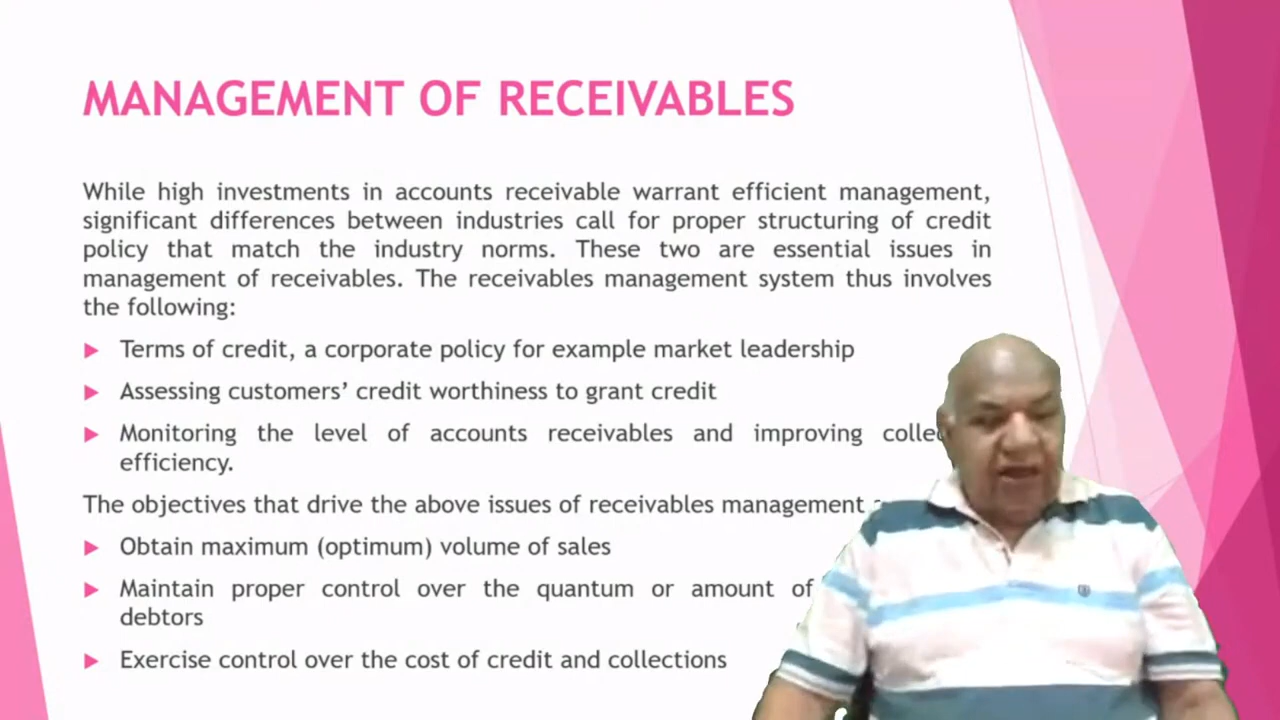 MANAGEMENT OF RECEIVABLES
While high investments in accounts receivable warrant efficient management,
significant differences between industries call for proper structuring of credit
policy that match the industry norms. These two are essential issues in
management of receivables. The receivables management system thus involves
the following:
Terms of credit, a corporate policy for example market leadership
Assessing customers’ credit worthiness to grant credit
Monitoring the level of accounts receivables and improving
efficiency.
The objectives that drive the above issues of receivables management
Obtain maximum (optimum) volume of sales
Maintain proper control over the quantum or amount of
debtors
Exercise control over the cost of credit and collections